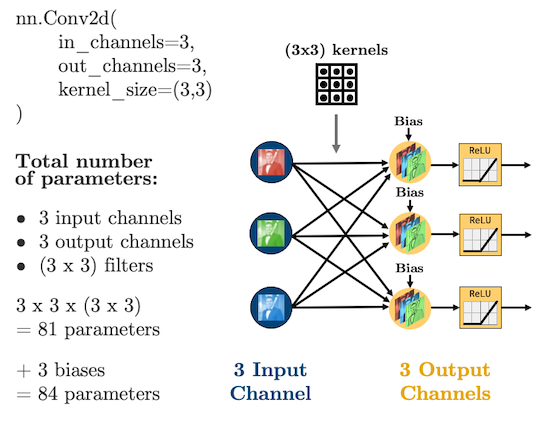 nn.Conv2d(
in_channels=3,
out_channels=3,
kernel_size=(3,3)
)
Total number
of parameters:
• 3 input channels
• 3 output channels
• (3 x 3) filters
3 x 3 x (3 x 3)
= 81 parameters
+ 3 biases
= 84 parameters
(3x3) kernels
Bias
ReLU
Bias
ReLU
Bias
ReLU
3 Input
Channel
3 Output
Channels